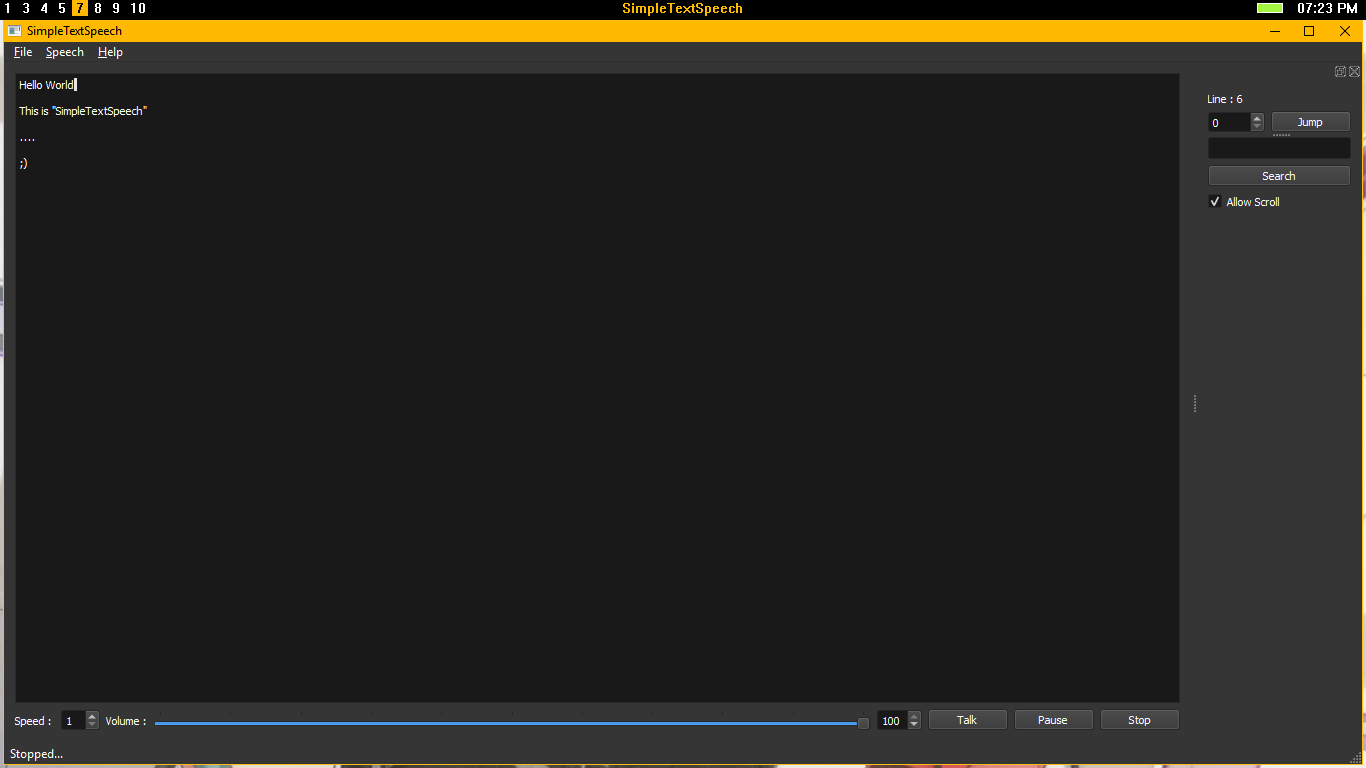 1 3 4 5 7 8 9 10 SimpleTextSpeech 07:23 PM
SimpleTextSpeech
File Speech Help
Hello World
This is "SimpleTextSpeech"
....
;)
Line : 6
0 Jump
Search
Allow Scroll
Speed : 1 Volume : 100 Talk Pause Stop
Stopped...